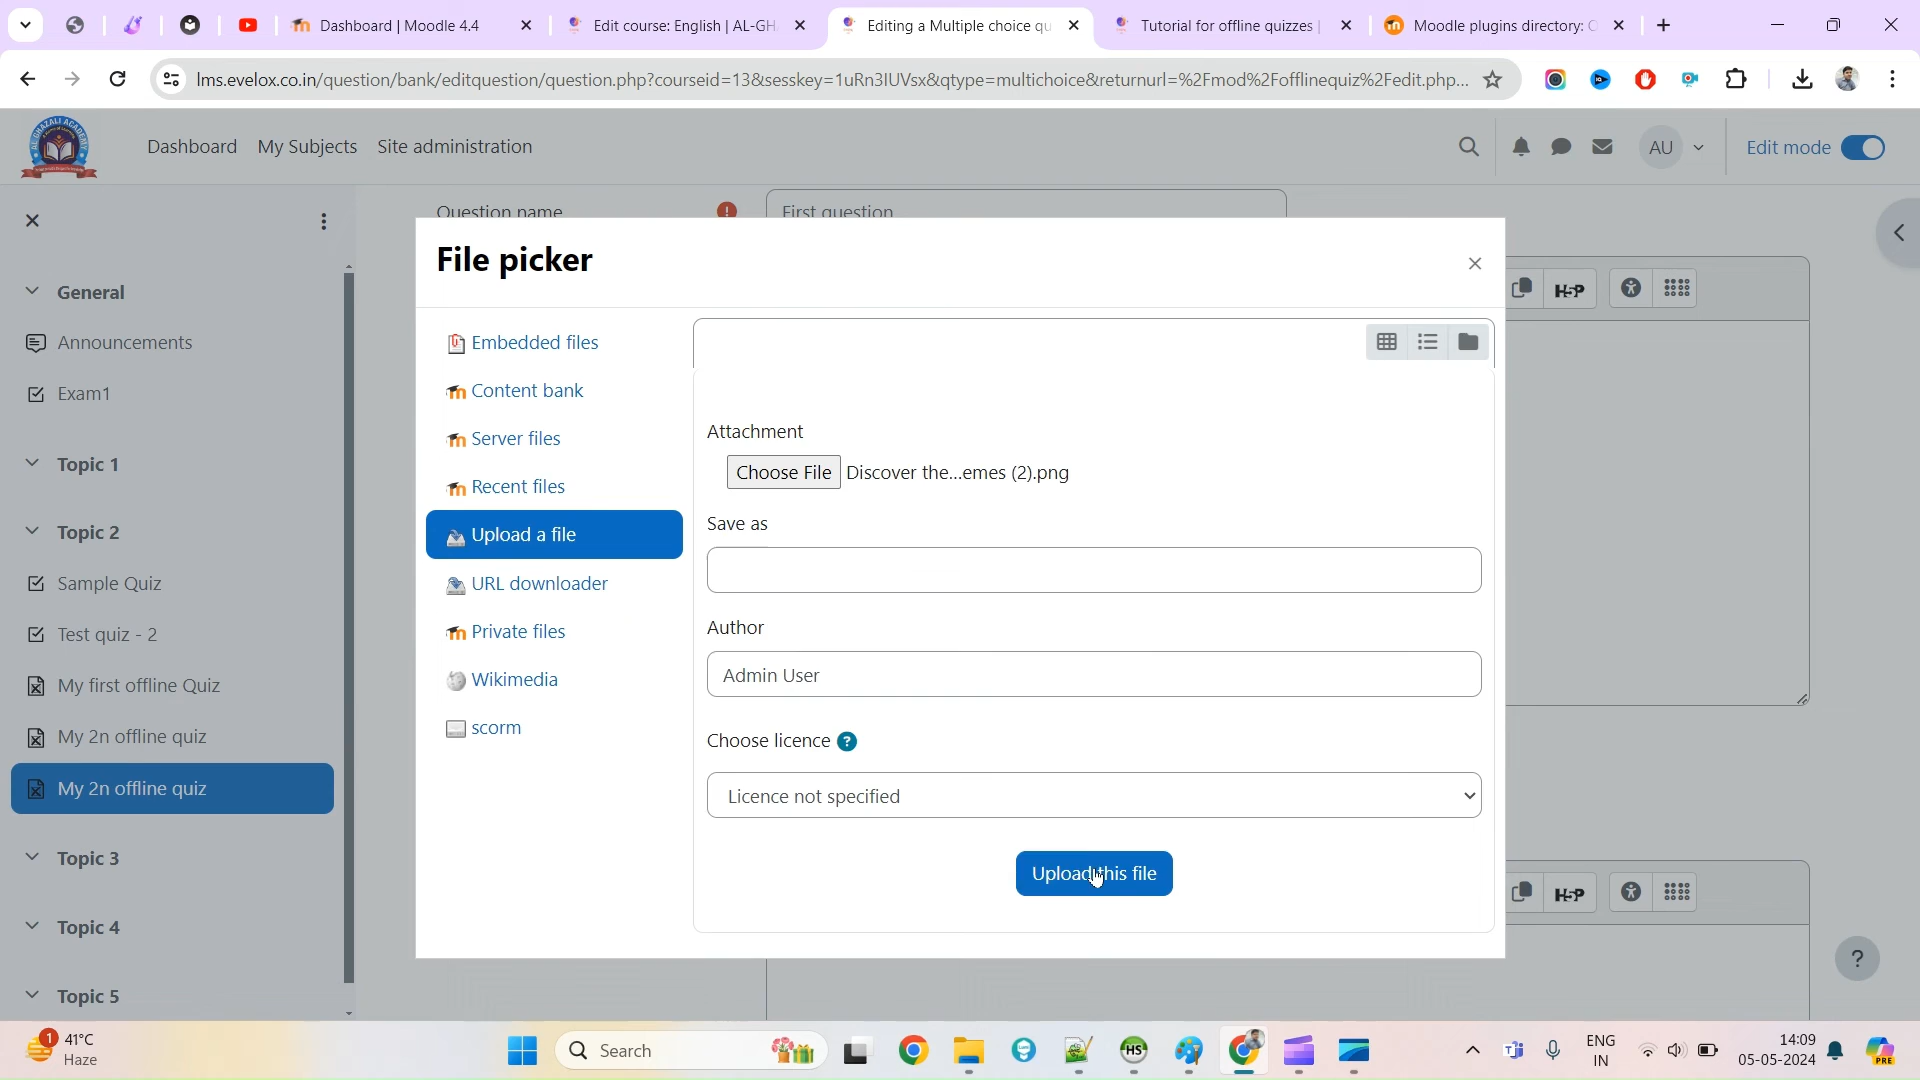 Dashboard | Moodle 4.4
Edit course: English | AL-GH
Editing a Multiple choice qu
Tutorial for offline quizzes |
Moodle plugins directory: O
lms.evelox.co.in/question/bank/editquestion/question.php?courseid=13&sesskey=1uRn3IUVsx&qtype=multichoice&returnurl=%2Fmod%2Fofflinequiz%2Fedit.php...
Dashboard My Subjects Site administration
AU
Edit mode
Question name
First question
General
Announcements
Exam1
Topic 1
Topic 2
Sample Quiz
Test quiz - 2
My first offline Quiz
My 2n offline quiz
My 2n offline quiz
Topic 3
Topic 4
Topic 5
File picker
Embedded files
Content bank
Server files
Recent files
Upload a file
URL downloader
Private files
Wikimedia
scorm
Attachment
Choose File Discover the...emes (2).png
Save as
Author
Admin User
Choose licence ?
Licence not specified
Upload this file
H5P
H5P
?
1
41°C
Haze
Search
HS
ENG
IN
14:09
05-05-2024
PRE